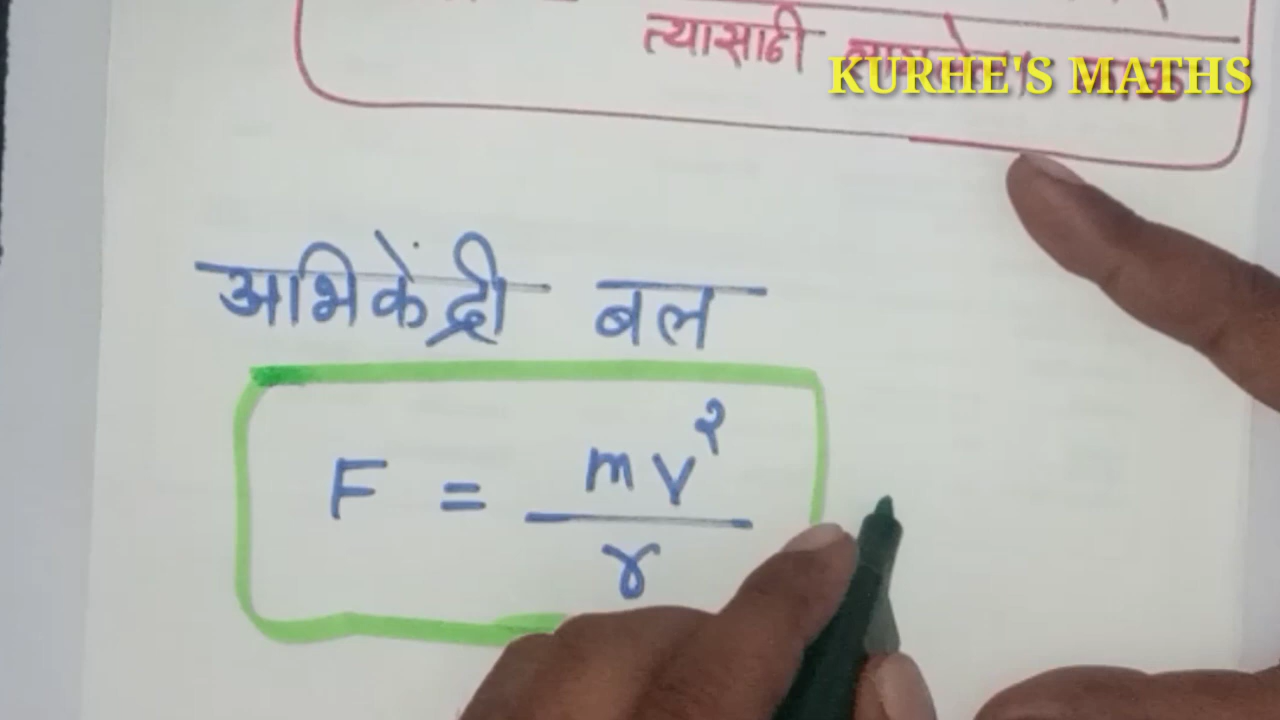 त्यासाठी
KURHE'S MATHS
अभिकेंद्री बल
F = mv²
r